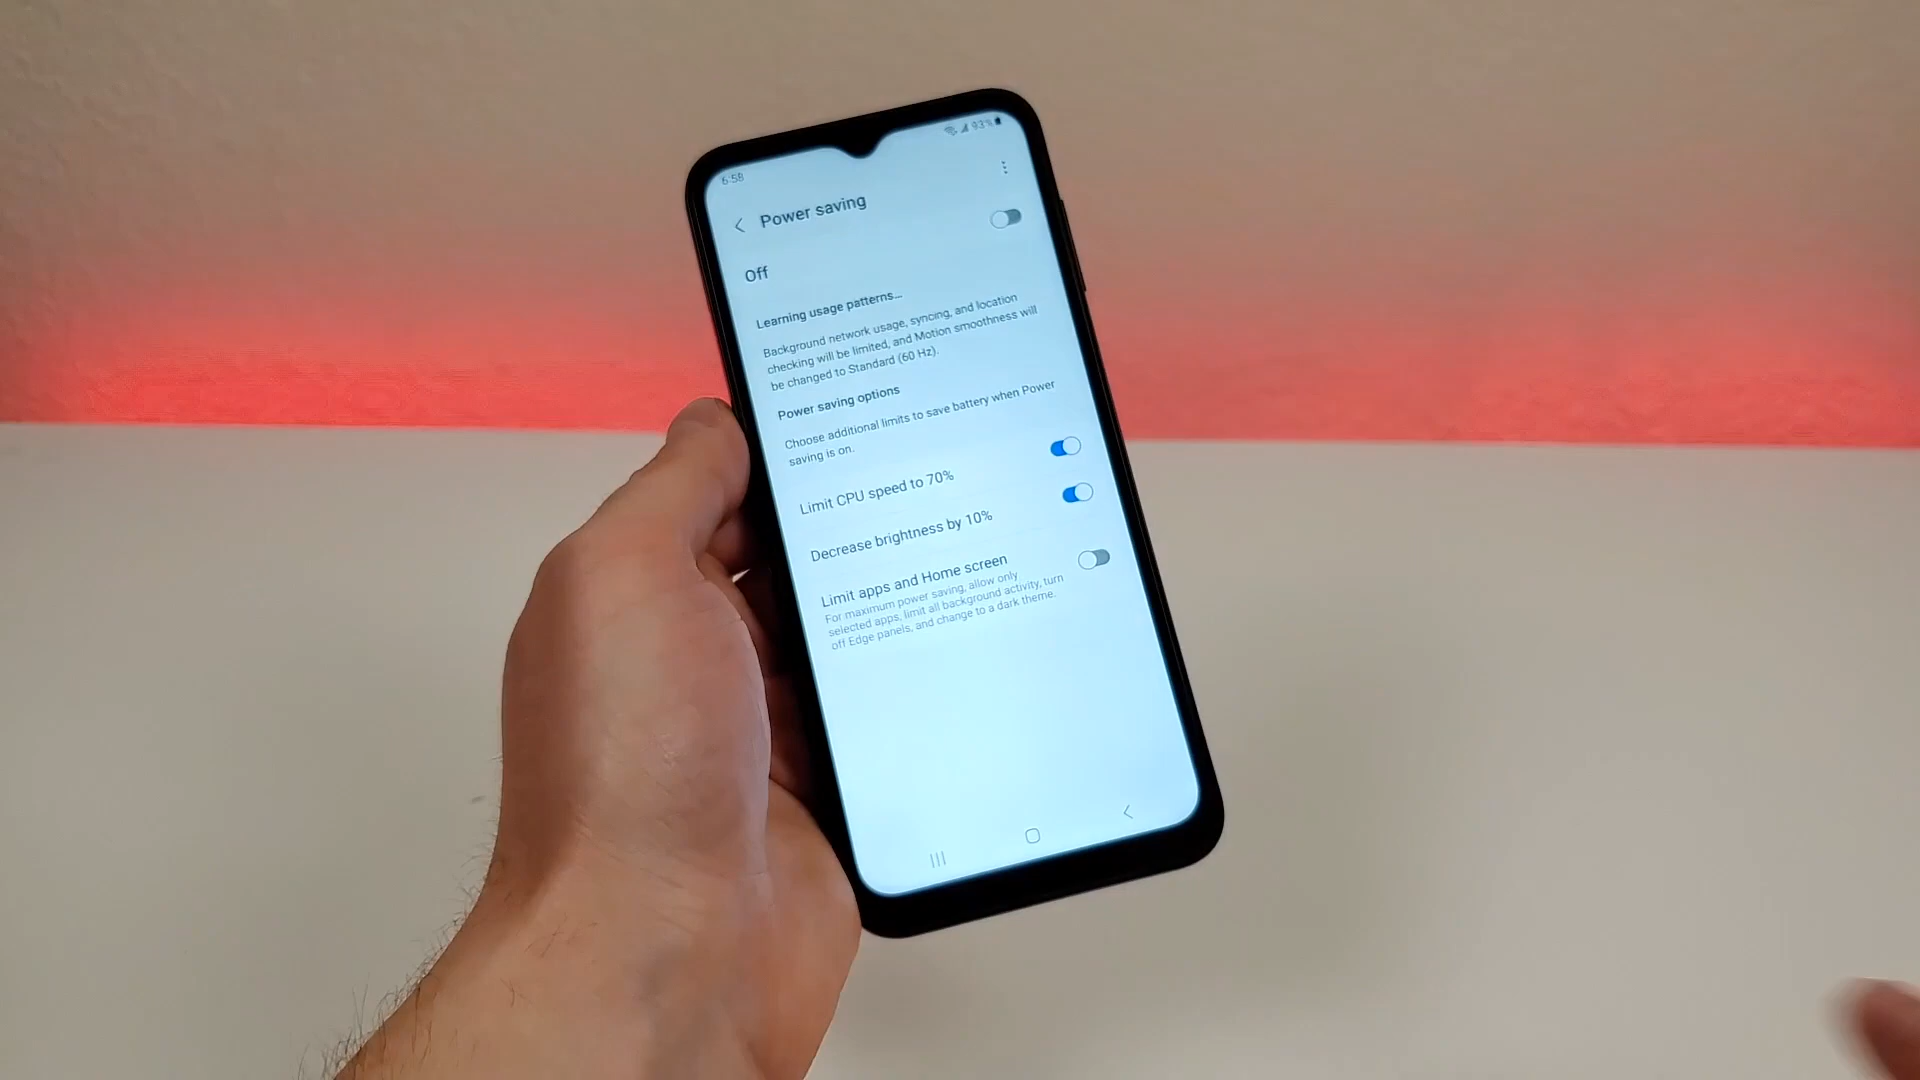 6:58
93%
Power saving
Off
Learning usage patterns...
Background network usage, syncing, and location
checking will be limited, and Motion smoothness will
be changed to Standard (60 Hz).
Power saving options
Choose additional limits to save battery when Power
saving is on.
Limit CPU speed to 70%
Decrease brightness by 10%
Limit apps and Home screen
For maximum power saving, allow only
selected apps, limit all background activity, turn
off Edge panels, and change to a dark theme.